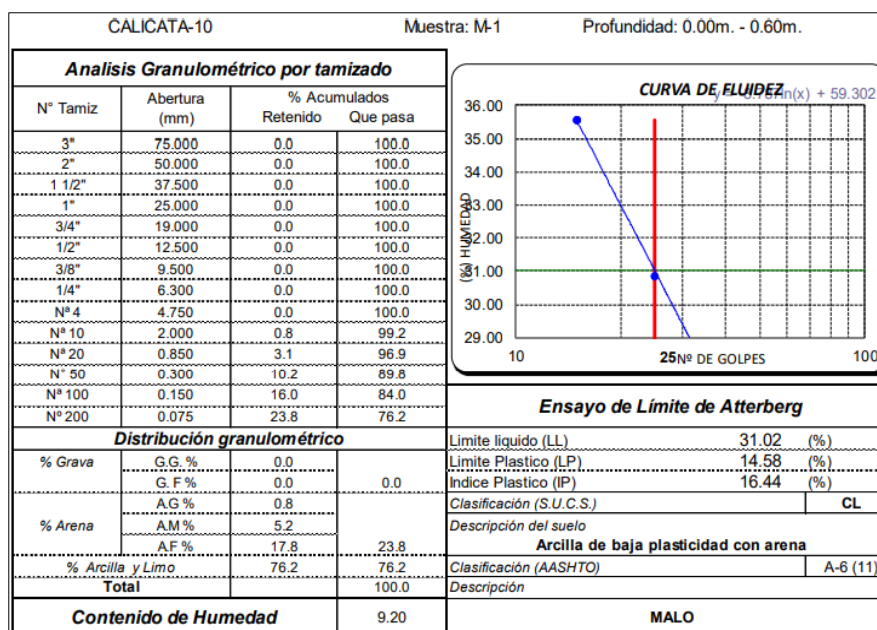 CALICATA-10 Muestra: M-1 Profundidad: 0.00m. - 0.60m.
Analisis Granulométrico por tamizado
N° Tamiz Abertura (mm) % Acumulados
Retenido Que pasa
3" 75.000 0.0 100.0
2" 50.000 0.0 100.0
1 1/2" 37.500 0.0 100.0
1" 25.000 0.0 100.0
3/4" 19.000 0.0 100.0
1/2" 12.500 0.0 100.0
3/8" 9.500 0.0 100.0
1/4" 6.300 0.0 100.0
Nª 4 4.750 0.0 100.0
Nª 10 2.000 0.8 99.2
Nª 20 0.850 3.1 96.9
N° 50 0.300 10.2 89.8
Nª 100 0.150 16.0 84.0
Nº 200 0.075 23.8 76.2
Distribución granulométrico
% Grava G.G. % 0.0
G. F % 0.0 0.0
A.G % 0.8
% Arena A.M % 5.2
A.F % 17.8 23.8
% Arcilla y Limo 76.2 76.2
Total 100.0
Contenido de Humedad 9.20
CURVA DE FLUIDEZ
ln(x) + 59.302
36.00
35.00
34.00
33.00
32.00
31.00
30.00
29.00
(%) HUMEDAD
10 25 Nº DE GOLPES 100
Ensayo de Límite de Atterberg
Limite liquido (LL) 31.02 (%)
Limite Plastico (LP) 14.58 (%)
Indice Plastico (IP) 16.44 (%)
Clasificación (S.U.C.S.) CL
Descripción del suelo
Arcilla de baja plasticidad con arena
Clasificación (AASHTO) A-6 (11)
Descripción
MALO